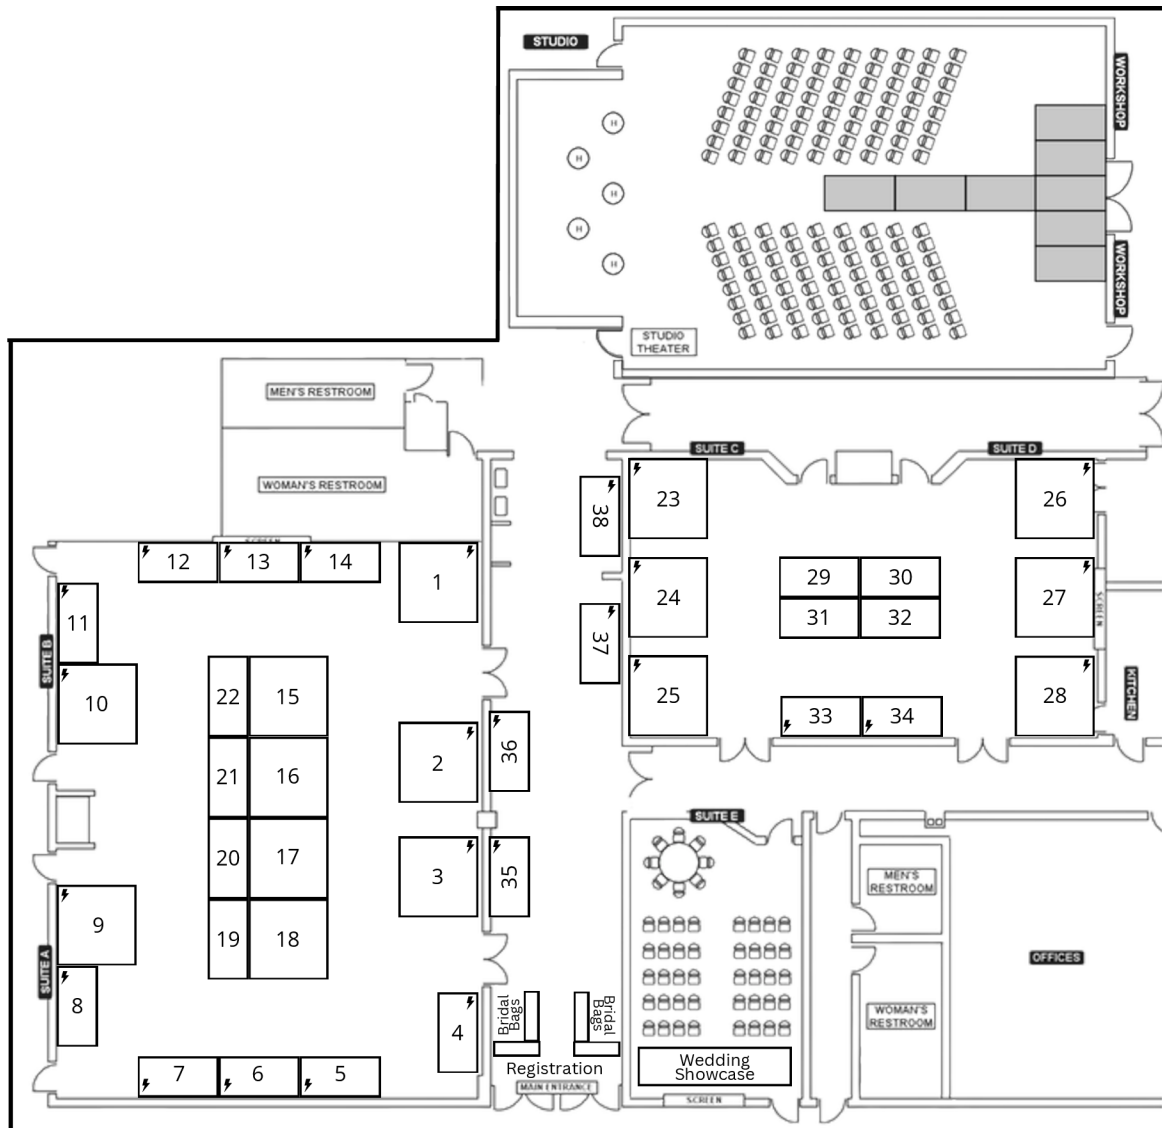 STUDIO
WORKSHOP
H
H
H
H
H
WORKSHOP
STUDIO
THEATER
MEN'S RESTROOM
WOMAN'S RESTROOM
SCREEN
SUITE C
SUITE D
38
23
26
12
13
14
1
24
29
30
27
SCREEN
11
31
32
37
SUITE B
10
22
15
25
33
34
28
KITCHEN
2
36
21
16
SUITE E
20
17
3
35
MEN'S
RESTROOM
9
19
18
SUITE A
OFFICES
8
4
Bridal
Bags
Bridal
Bags
WOMAN'S
RESTROOM
7
6
5
Registration
Wedding
Showcase
MAIN ENTRANCE
SCREEN